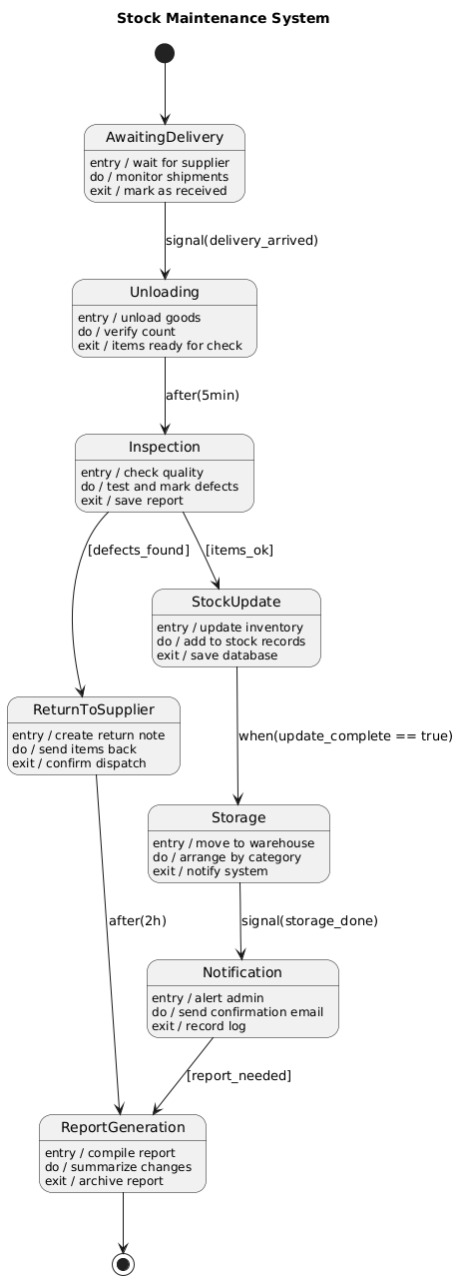 Stock Maintenance System
AwaitingDelivery
entry / wait for supplier
do / monitor shipments
exit / mark as received
signal(delivery_arrived)
Unloading
entry / unload goods
do / verify count
exit / items ready for check
after(5min)
Inspection
entry / check quality
do / test and mark defects
exit / save report
[defects_found]
[items_ok]
StockUpdate
entry / update inventory
do / add to stock records
exit / save database
ReturnToSupplier
entry / create return note
do / send items back
exit / confirm dispatch
when(update_complete == true)
Storage
entry / move to warehouse
do / arrange by category
exit / notify system
after(2h)
signal(storage_done)
Notification
entry / alert admin
do / send confirmation email
exit / record log
[report_needed]
ReportGeneration
entry / compile report
do / summarize changes
exit / archive report